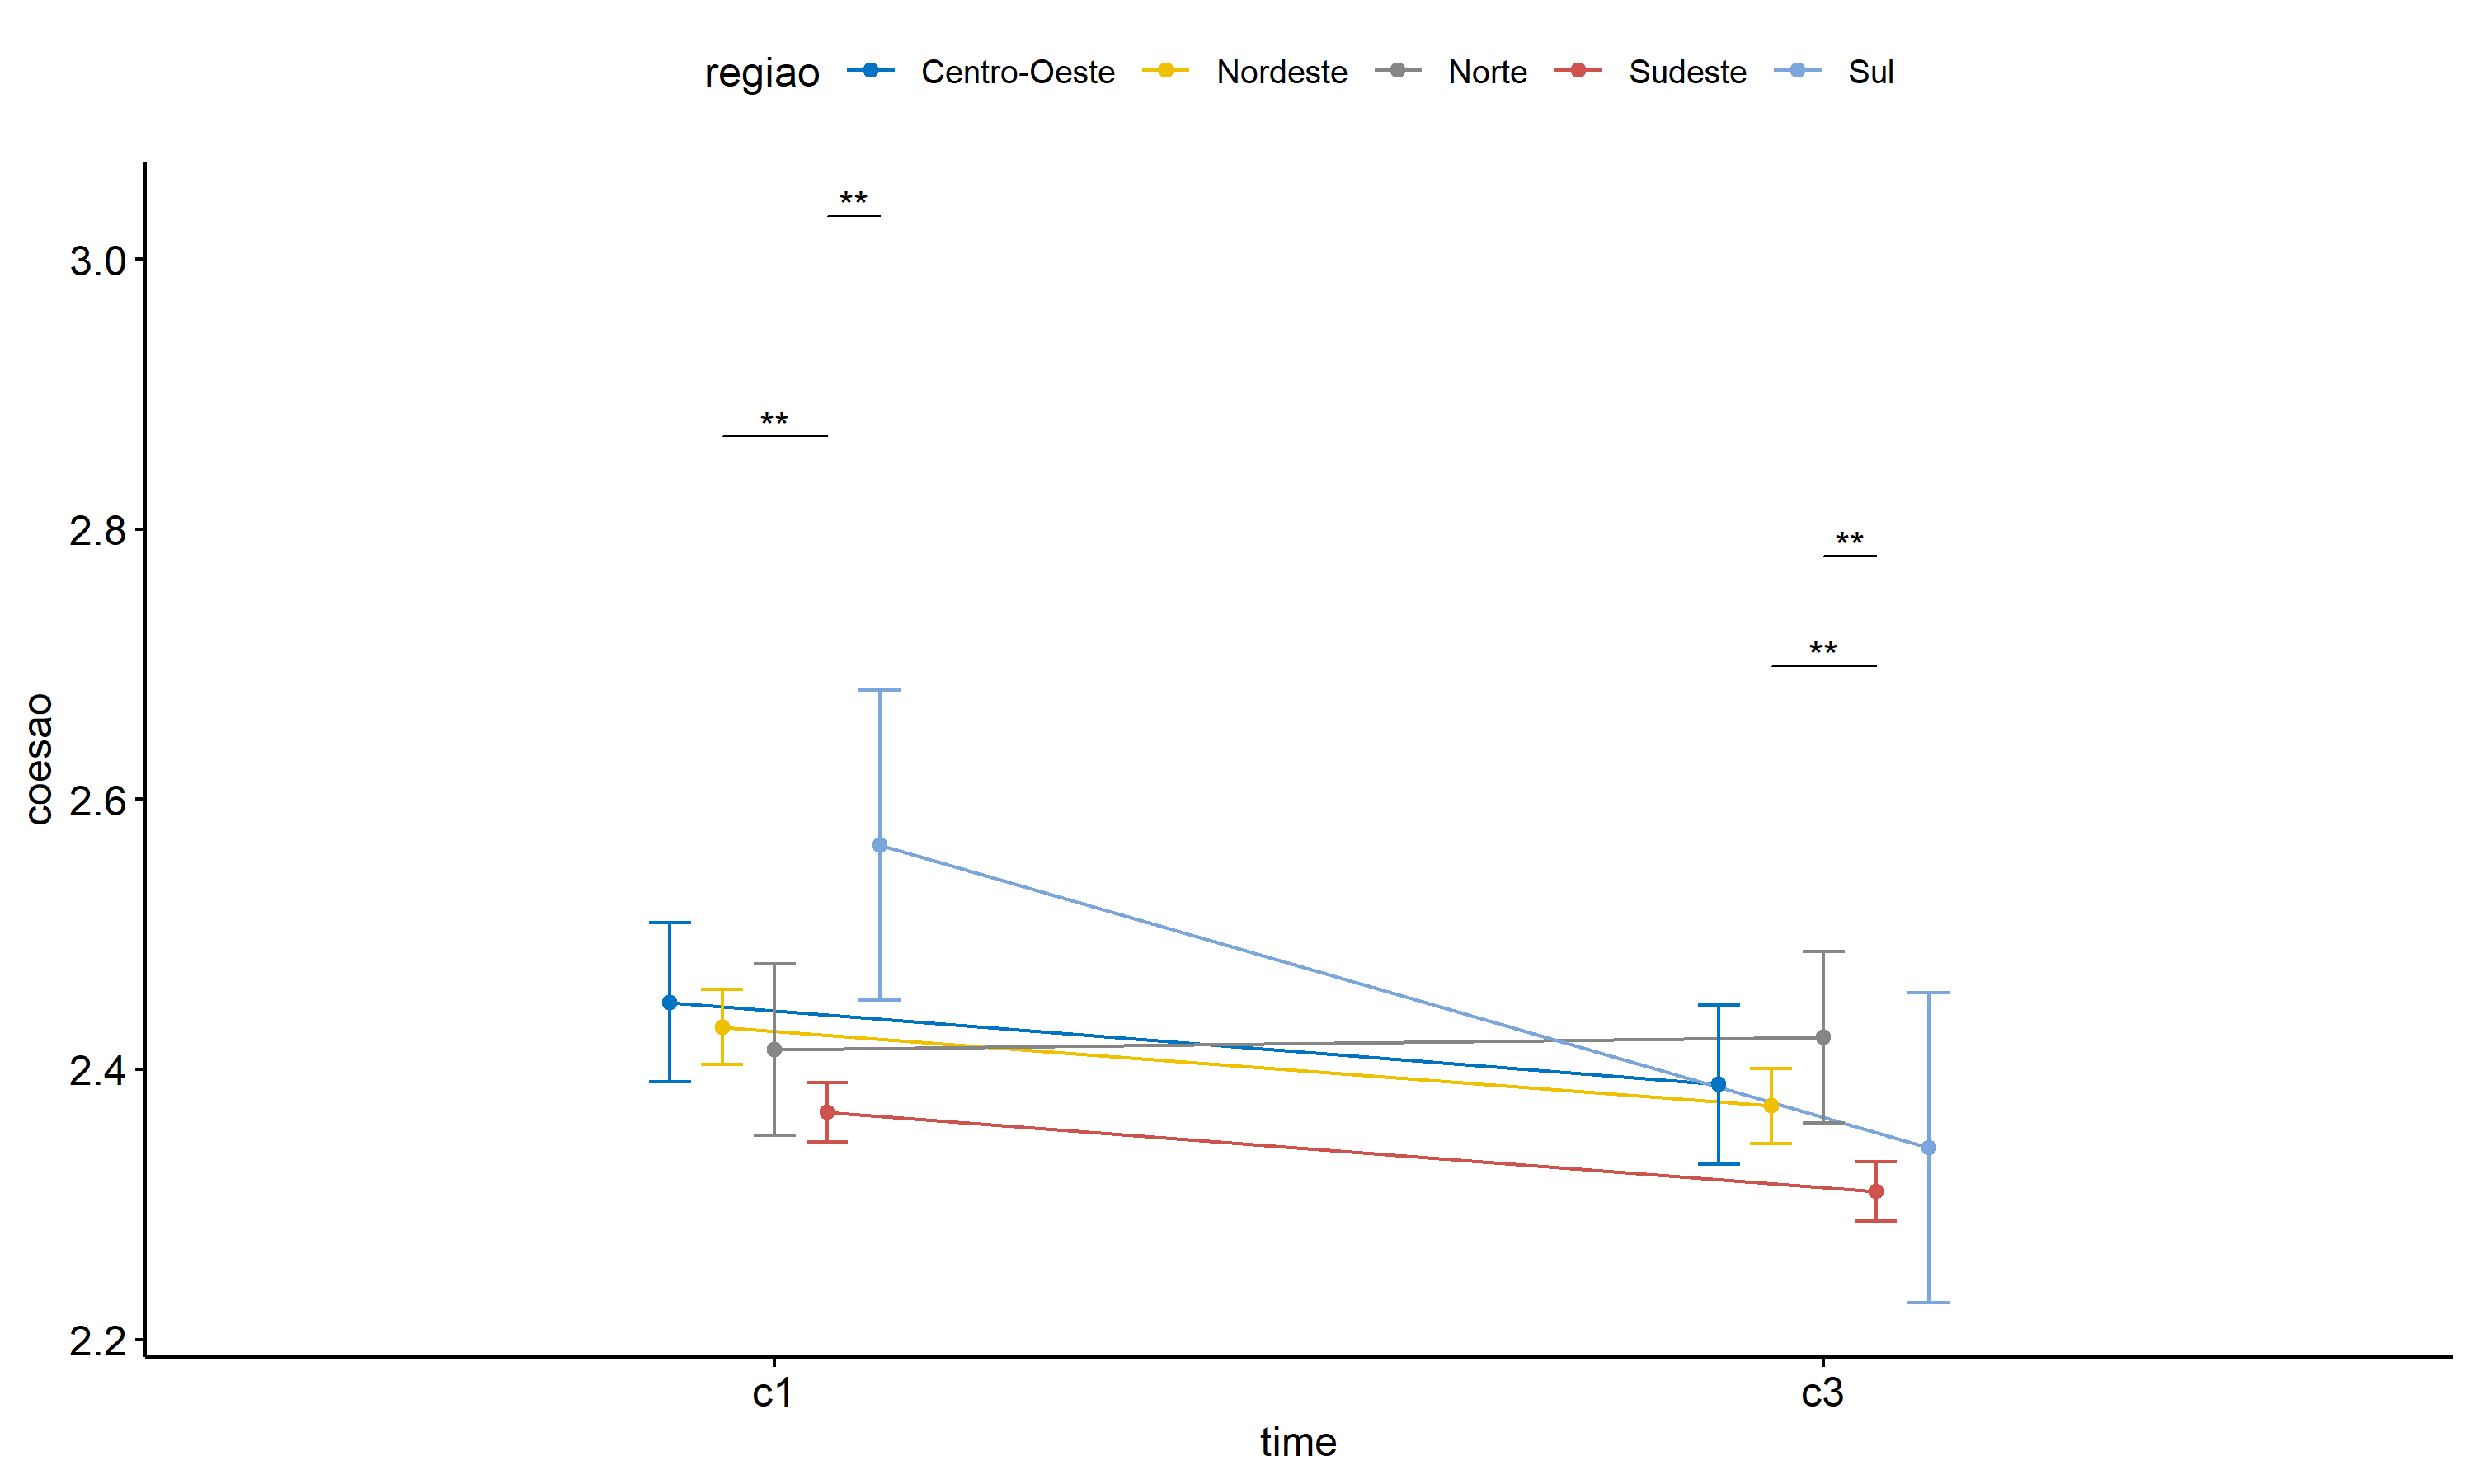 regiao Centro-Oeste Nordeste Norte Sudeste Sul
**
3.0
**
2.8
**
**
coesao
2.6
2.4
2.2
c1 c3
time